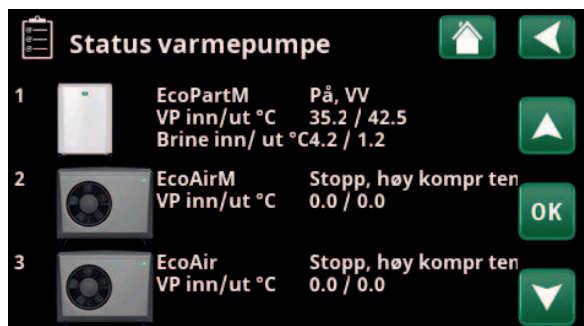 Status varmepumpe
1 EcoPartM På, VV
VP inn/ut °C 35.2 / 42.5
Brine inn/ ut °C4.2 / 1.2
2 EcoAirM Stopp, høy kompr ten
VP inn/ut °C 0.0 / 0.0
OK
3 EcoAir Stopp, høy kompr ten
VP inn/ut °C 0.0 / 0.0